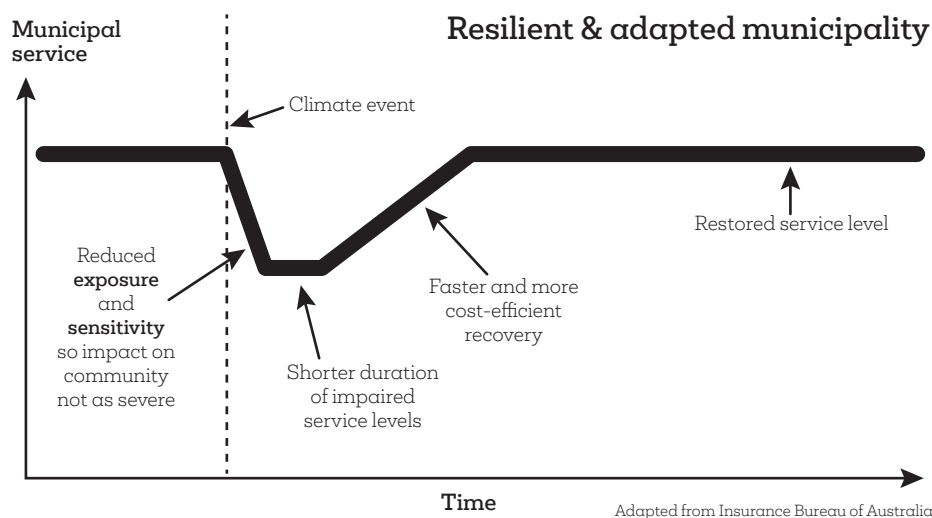 Resilient & adapted municipality
Municipal
service
Climate event
Restored service level
Reduced
exposure
and
sensitivity
so impact on
community
not as severe
Faster and more
cost-efficient
recovery
Shorter duration
of impaired
service levels
Time
Adapted from Insurance Bureau of Australia